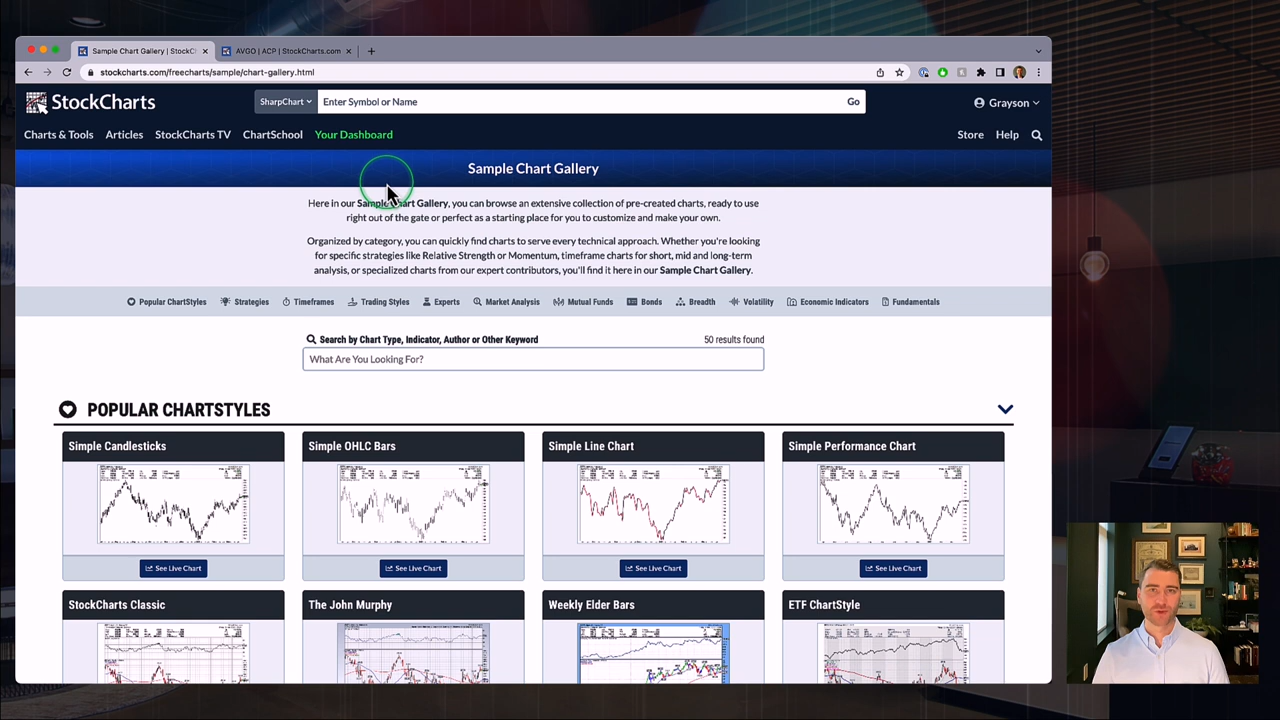 Sample Chart Gallery | StockC
AVGO | ACP | StockCharts.com
stockcharts.com/freecharts/sample/chart-gallery.html
StockCharts
SharpChart
Enter Symbol or Name
Go
Grayson
Charts & Tools
Articles
StockCharts TV
ChartSchool
Your Dashboard
Store
Help
Sample Chart Gallery
Here in our Sample Chart Gallery, you can browse an extensive collection of pre-created charts, ready to use
right out of the gate or perfect as a starting place for you to customize and make your own.
Organized by category, you can quickly find charts to serve every technical approach. Whether you're looking
for specific strategies like Relative Strength or Momentum, timeframe charts for short, mid and long-term
analysis, or specialized charts from our expert contributors, you'll find it here in our Sample Chart Gallery.
Popular ChartStyles
Strategies
Timeframes
Trading Styles
Experts
Market Analysis
Mutual Funds
Bonds
Breadth
Volatility
Economic Indicators
Fundamentals
Search by Chart Type, Indicator, Author or Other Keyword
50 results found
What Are You Looking For?
POPULAR CHARTSTYLES
Simple Candlesticks
Simple OHLC Bars
Simple Line Chart
Simple Performance Chart
See Live Chart
See Live Chart
See Live Chart
See Live Chart
StockCharts Classic
The John Murphy
Weekly Elder Bars
ETF ChartStyle